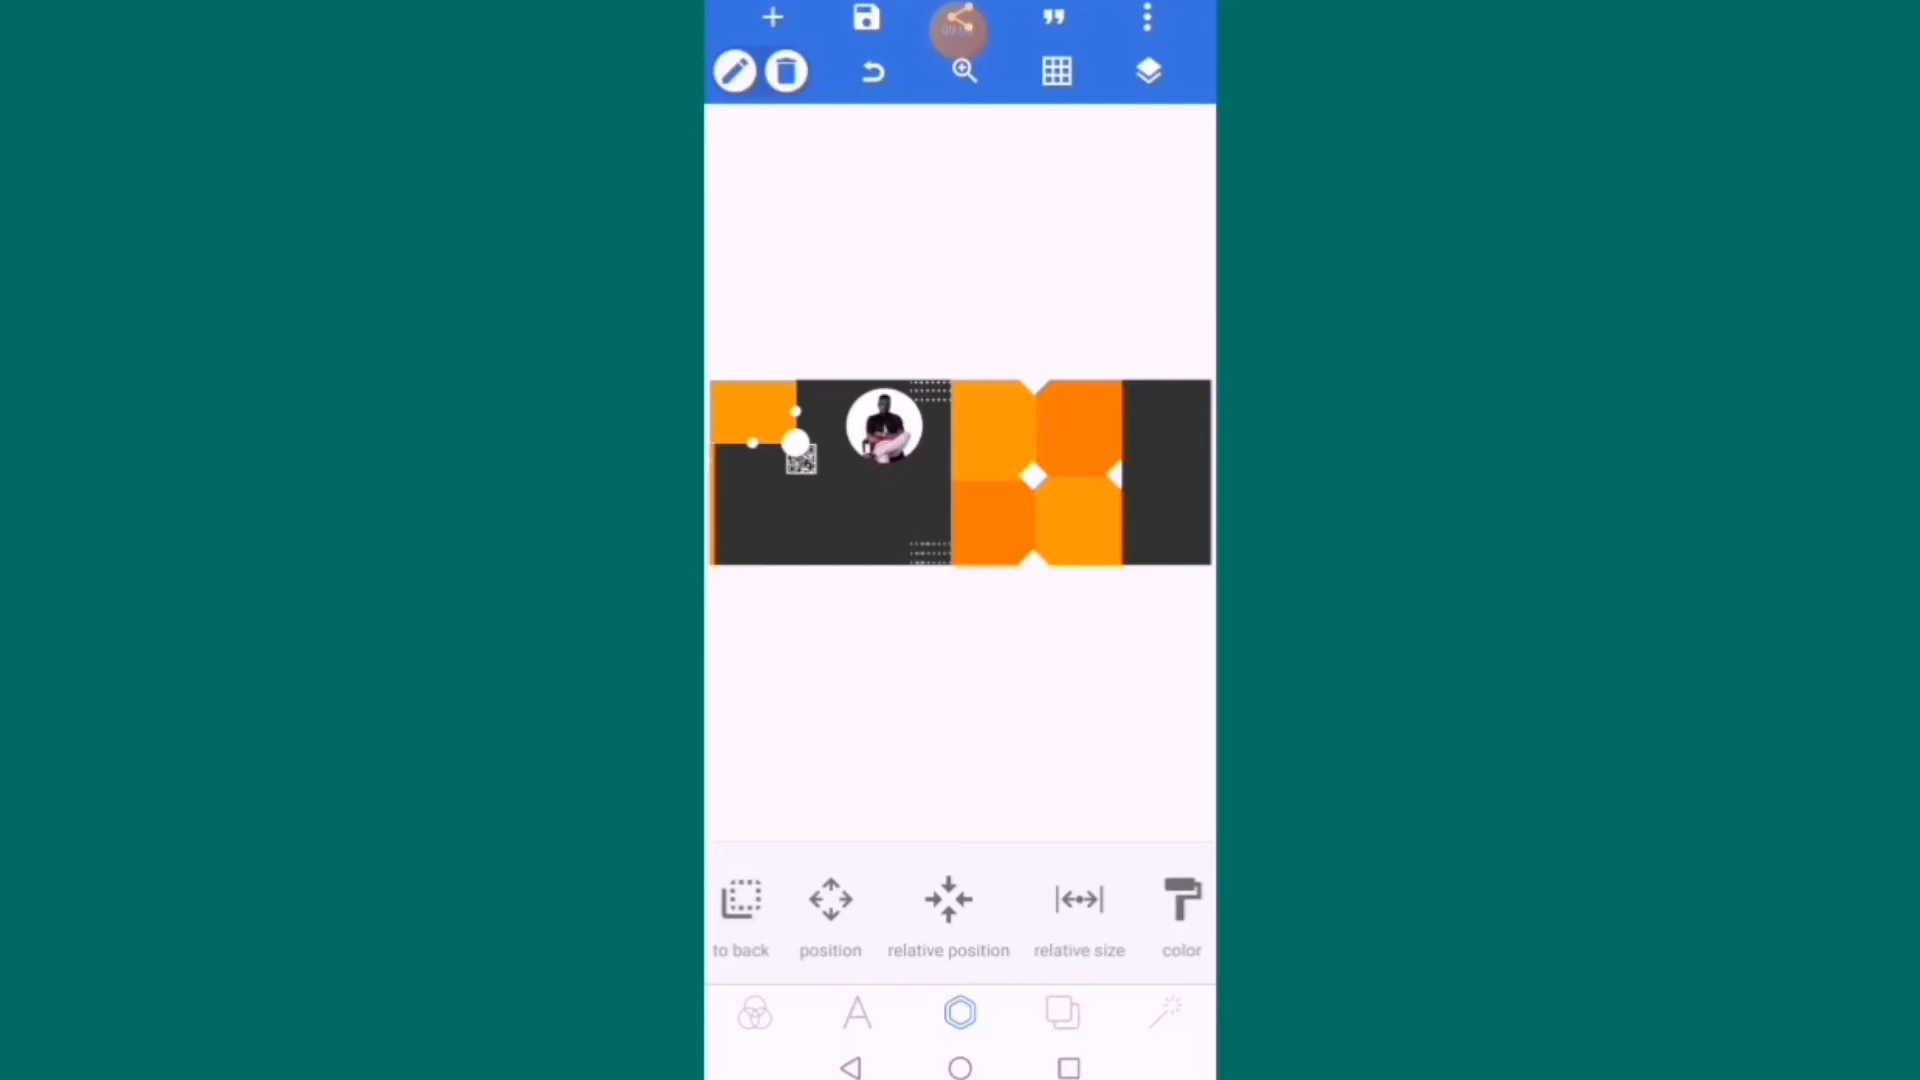 to back
position
relative position
relative size
color